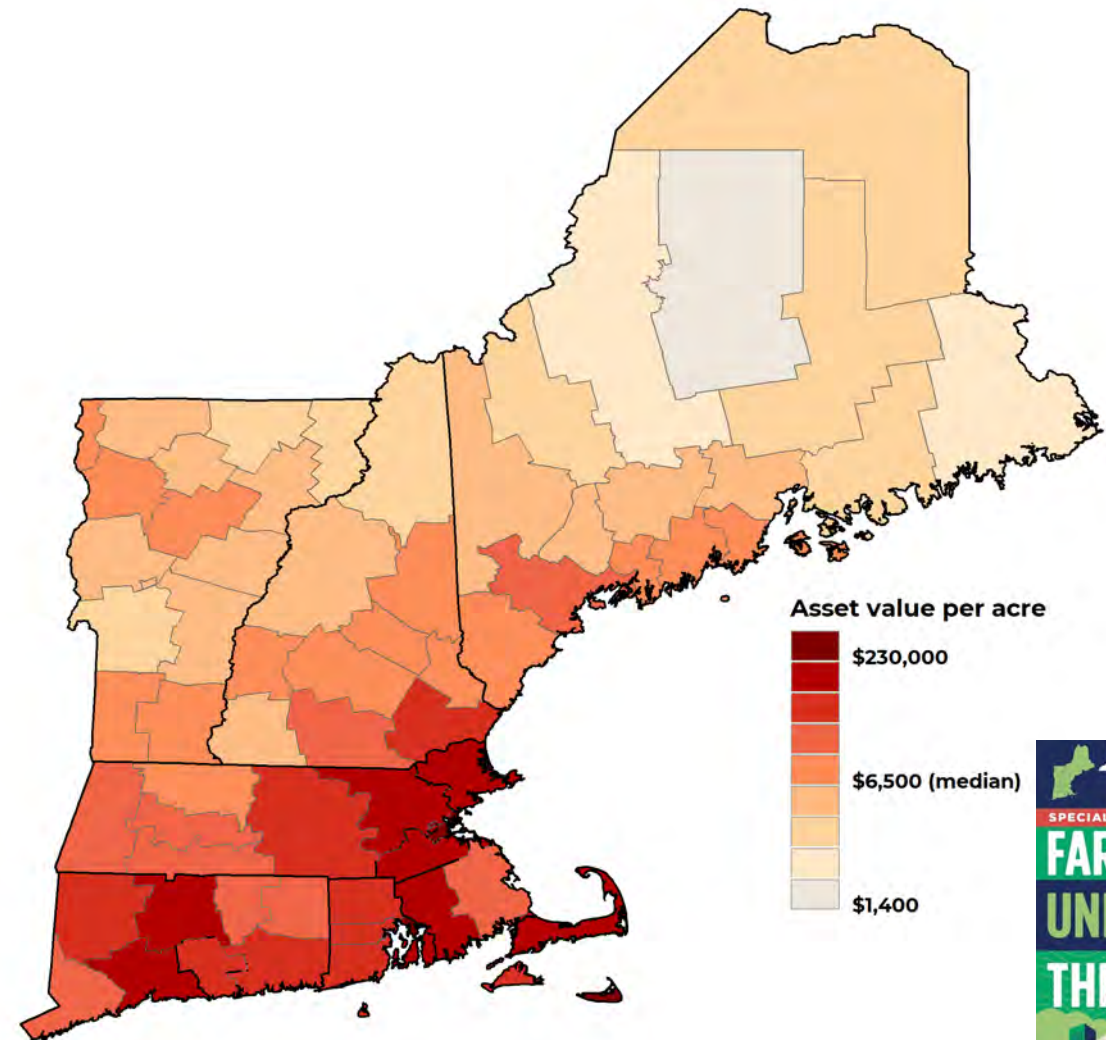 Asset value per acre
$230,000
$6,500 (median)
$1,400
SPECIAL
FAR
UNI
THE